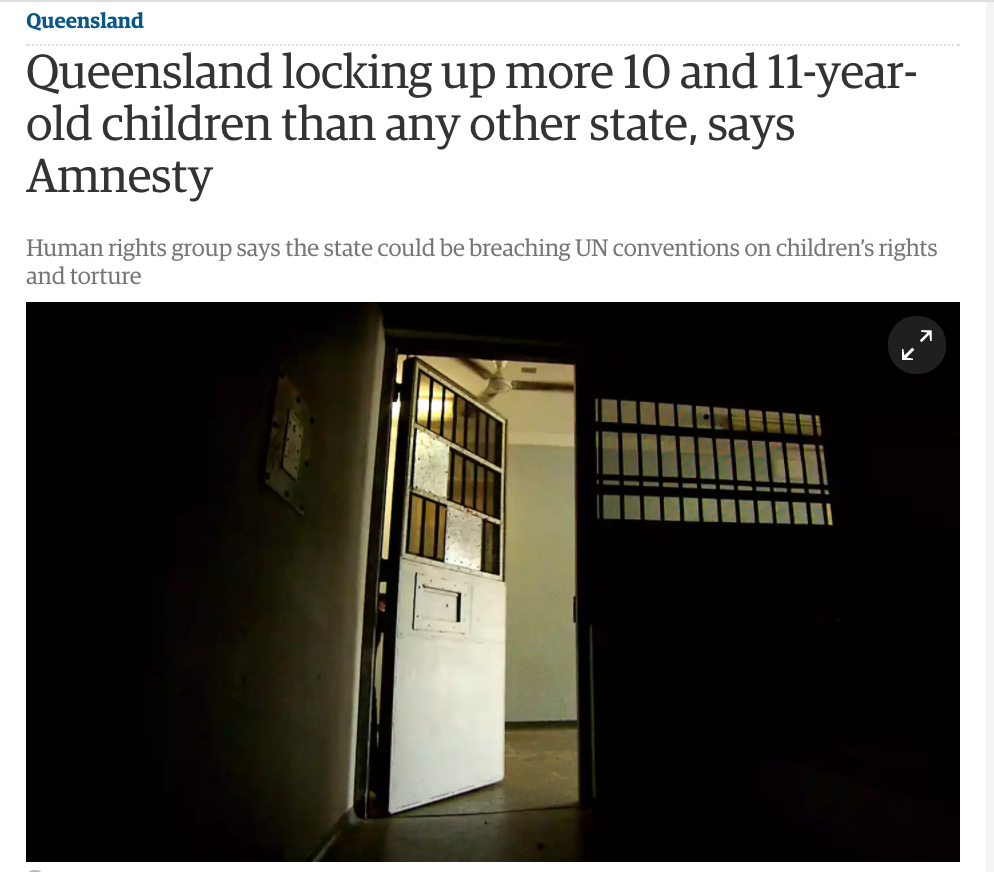 Queensland
Queensland locking up more 10 and 11-year-
old children than any other state, says
Amnesty
Human rights group says the state could be breaching UN conventions on children’s rights
and torture